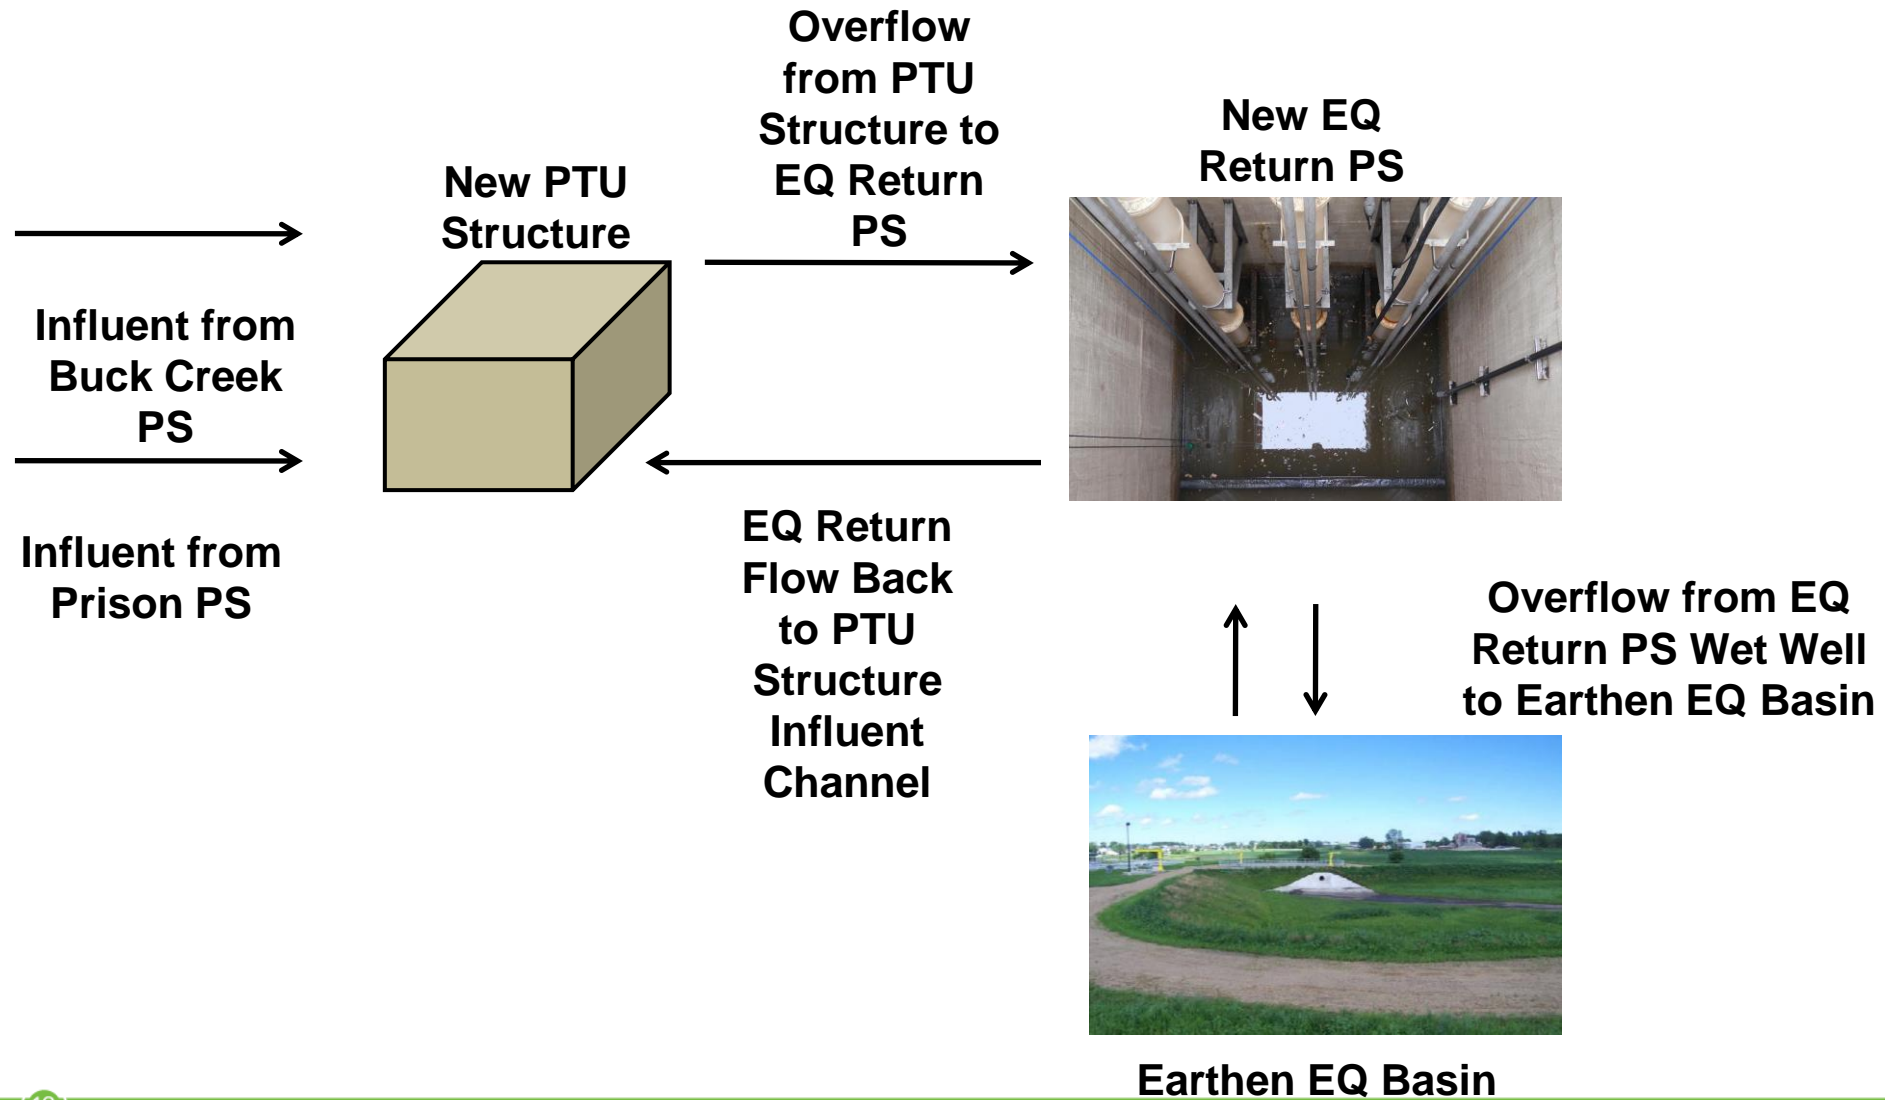 Overflow
from PTU
Structure to
EQ Return
PS
New EQ
Return PS
New PTU
Structure
Influent from
Buck Creek
PS
Influent from
Prison PS
EQ Return
Flow Back
to PTU
Structure
Influent
Channel
Overflow from EQ
Return PS Wet Well
to Earthen EQ Basin
Earthen EQ Basin